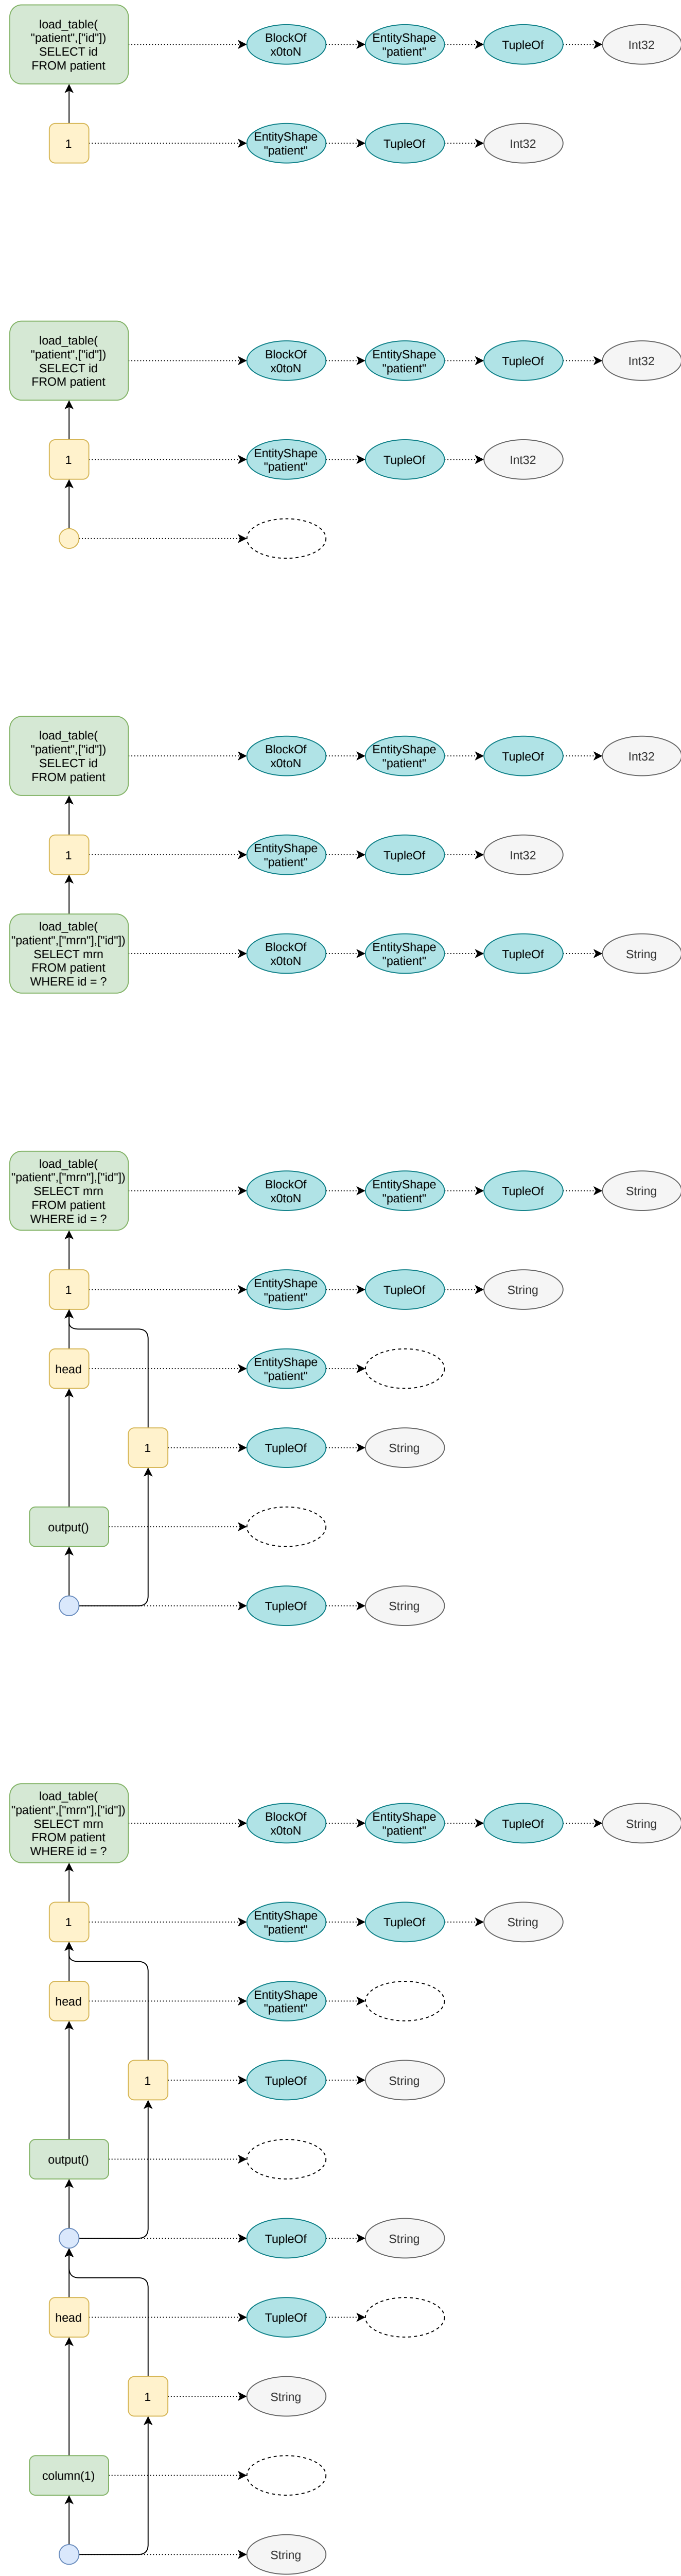 load_table(
"patient",["id"])
SELECT id
FROM patient
BlockOf
x0toN
EntityShape
"patient"
TupleOf
Int32
1
EntityShape
"patient"
TupleOf
Int32
load_table(
"patient",["id"])
SELECT id
FROM patient
BlockOf
x0toN
EntityShape
"patient"
TupleOf
Int32
1
EntityShape
"patient"
TupleOf
Int32
load_table(
"patient",["id"])
SELECT id
FROM patient
BlockOf
x0toN
EntityShape
"patient"
TupleOf
Int32
1
EntityShape
"patient"
TupleOf
Int32
load_table(
"patient",["mrn"],["id"])
SELECT mrn
FROM patient
WHERE id = ?
BlockOf
x0toN
EntityShape
"patient"
TupleOf
String
load_table(
"patient",["mrn"],["id"])
SELECT mrn
FROM patient
WHERE id = ?
BlockOf
x0toN
EntityShape
"patient"
TupleOf
String
1
EntityShape
"patient"
TupleOf
String
head
EntityShape
"patient"
1
TupleOf
String
output()
TupleOf
String
load_table(
"patient",["mrn"],["id"])
SELECT mrn
FROM patient
WHERE id = ?
BlockOf
x0toN
EntityShape
"patient"
TupleOf
String
1
EntityShape
"patient"
TupleOf
String
head
EntityShape
"patient"
1
TupleOf
String
output()
TupleOf
String
head
TupleOf
1
String
column(1)
String